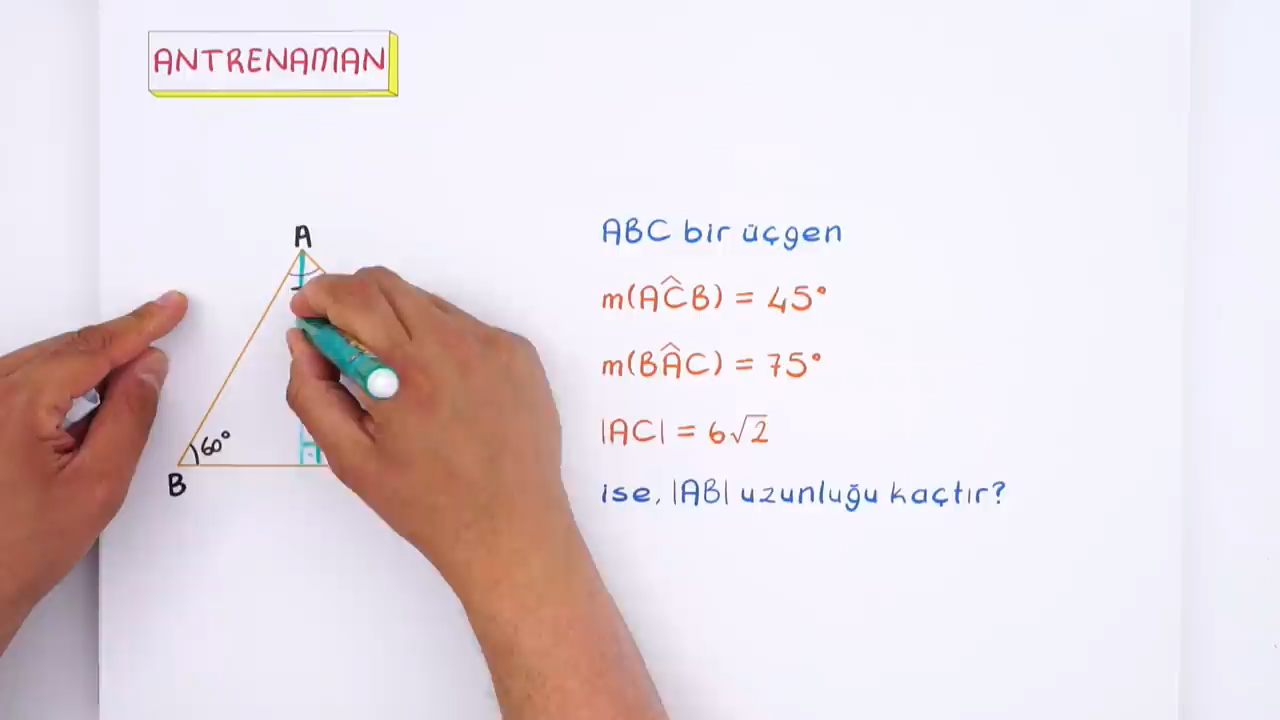 ANTRENAMAN
A
60°
B
ABC bir üçgen
m(AĈB) = 45°
m(BÂC) = 75°
|AC| = 6√2
ise, |AB| uzunluğu kaçtır?